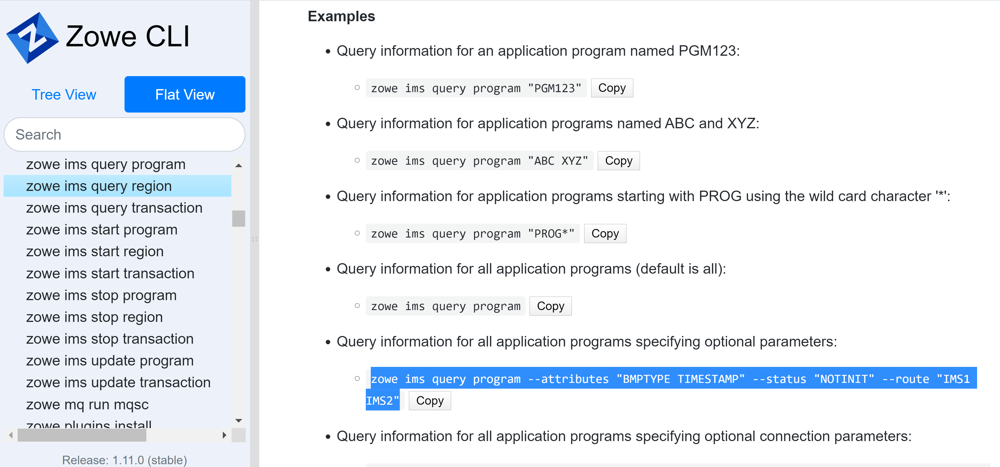 Zowe CLI
Tree View
Flat View
Search
zowe ims query program
zowe ims query region
zowe ims query transaction
zowe ims start program
zowe ims start region
zowe ims start transaction
zowe ims stop program
zowe ims stop region
zowe ims stop transaction
zowe ims update program
zowe ims update transaction
zowe mq run mqsc
zowe plugins install
Release: 1.11.0 (stable)
Examples
• Query information for an application program named PGM123:
zowe ims query program "PGM123" Copy
• Query information for application programs named ABC and XYZ:
zowe ims query program "ABC XYZ" Copy
• Query information for application programs starting with PROG using the wild card character '*':
zowe ims query program "PROG*" Copy
• Query information for all application programs (default is all):
zowe ims query program Copy
• Query information for all application programs specifying optional parameters:
zowe ims query program --attributes "BMPTYPE TIMESTAMP" --status "NOTINIT" --route "IMS1
IMS2" Copy
• Query information for all application programs specifying optional connection parameters: